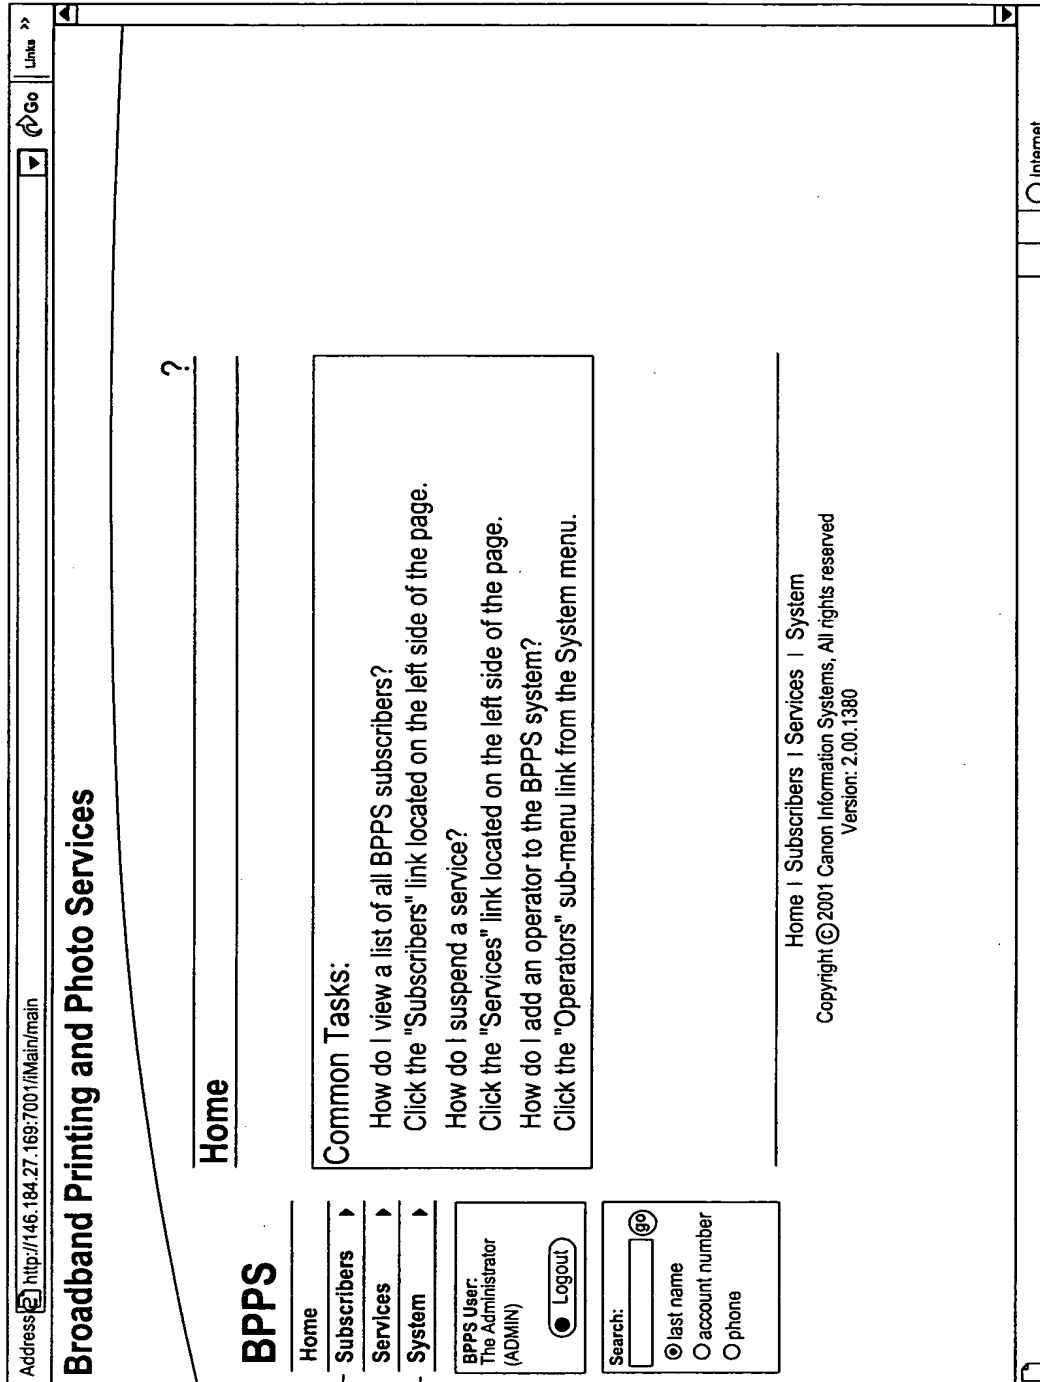 Address http://146.184.27.169:7001/iMain/main Go Links »
Broadband Printing and Photo Services
?
BPPS
Home
Subscribers
Services
System
BPPS User:
The Administrator
(ADMIN)
Logout
Search:
go
last name
account number
phone
Home
Common Tasks:
How do I view a list of all BPPS subscribers?
Click the "Subscribers" link located on the left side of the page.
How do I suspend a service?
Click the "Services" link located on the left side of the page.
How do I add an operator to the BPPS system?
Click the "Operators" sub-menu link from the System menu.
Home | Subscribers | Services | System
Copyright © 2001 Canon Information Systems, All rights reserved
Version: 2.00.1380
Internet